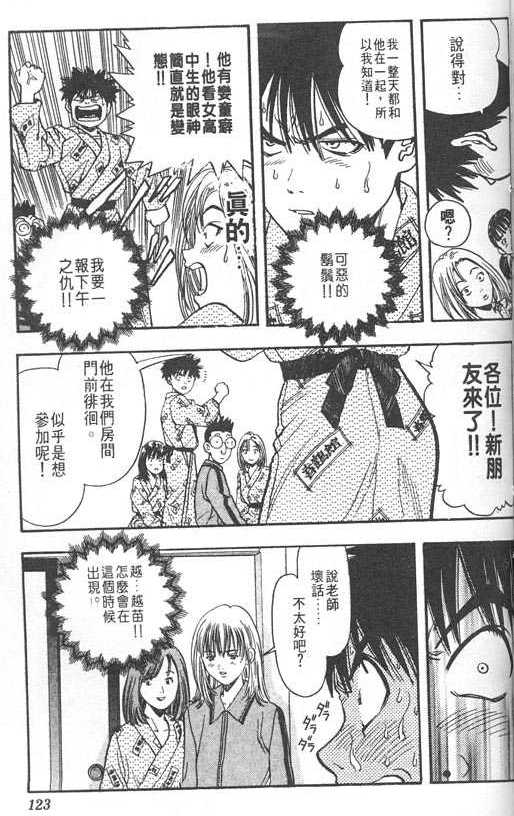 說得對…
嗯?
我一整天都和
他在一起，所
以我知道！
可惡的
鬍鬚!!
他有孌童癖
！他看女高
中生的眼神
簡直就是變
態!!
真的…
我要一
報下午
之仇!!
各位！新朋
友來了!!
他在我們房間
門前徘徊。
似乎是想
參加呢！
說老師
壞話……
不太好吧？
ダラ
ダラ
越…越苗!!
怎麼會在
這個時候
出現…。
123